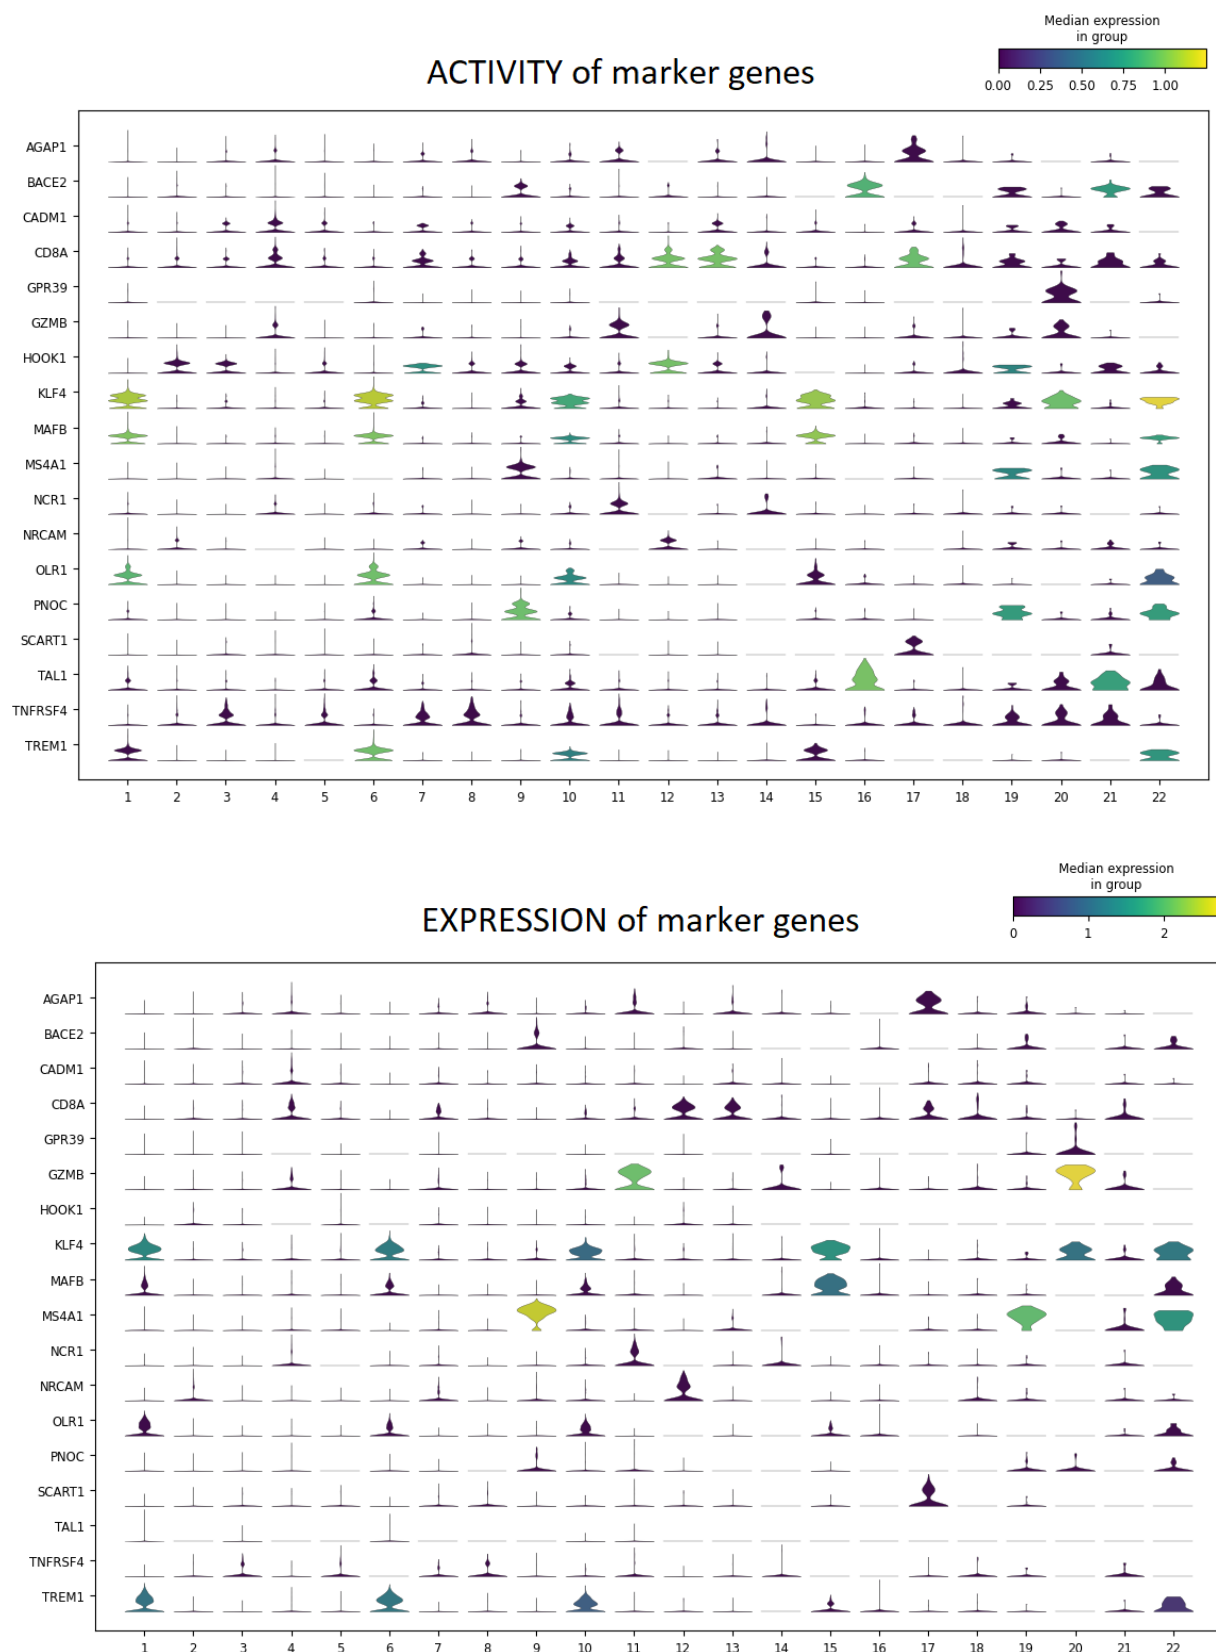 Median expression
in group
ACTIVITY of marker genes
0.00 0.25 0.50 0.75 1.00
AGAP1
BACE2
CADM1
CD8A
GPR39
GZMB
HOOK1
KLF4
MAFB
MS4A1
NCR1
NRCAM
OLR1
PNOC
SCART1
TAL1
TNFRSF4
TREM1
1 2 3 4 5 6 7 8 9 10 11 12 13 14 15 16 17 18 19 20 21 22
Median expression
in group
EXPRESSION of marker genes
0 1 2
AGAP1
BACE2
CADM1
CD8A
GPR39
GZMB
HOOK1
KLF4
MAFB
MS4A1
NCR1
NRCAM
OLR1
PNOC
SCART1
TAL1
TNFRSF4
TREM1
1 2 3 4 5 6 7 8 9 10 11 12 13 14 15 16 17 18 19 20 21 22